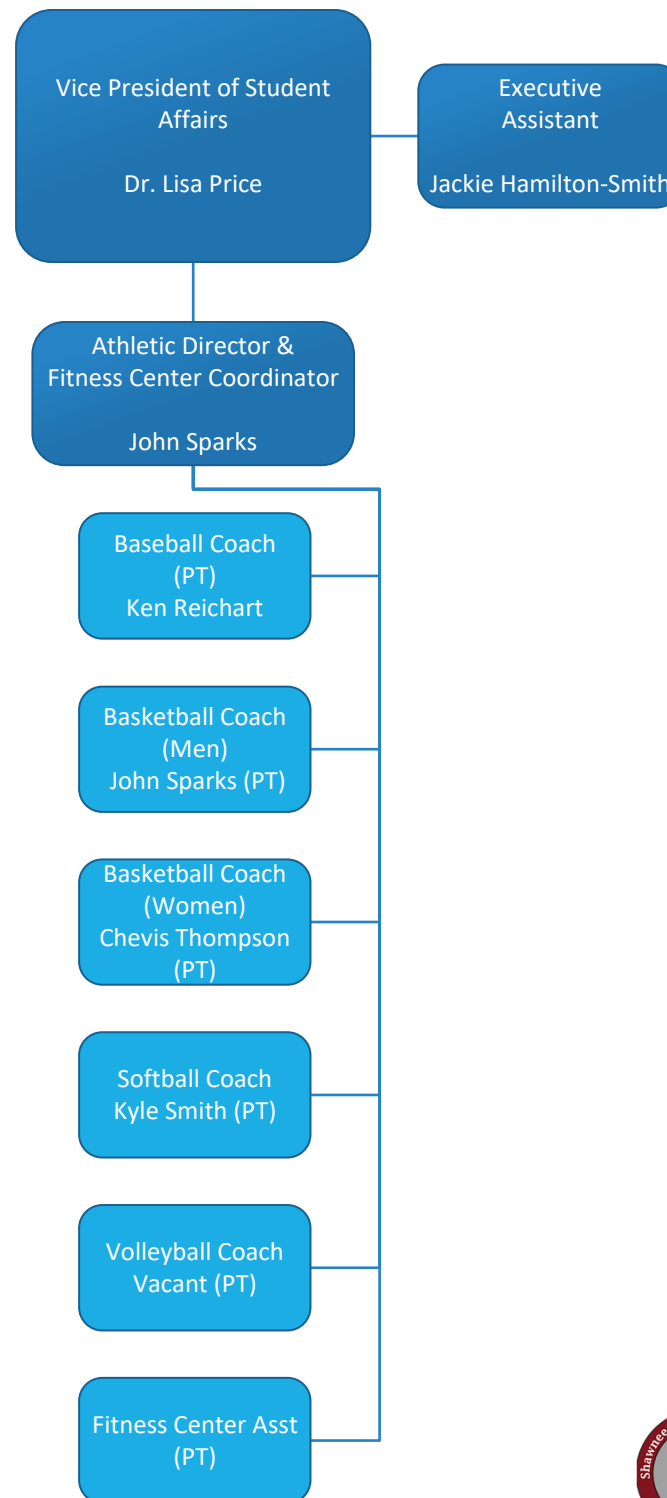 Vice President of Student
Affairs
Dr. Lisa Price
Executive
Assistant
Jackie Hamilton-Smith
Athletic Director &
Fitness Center Coordinator
John Sparks
Baseball Coach
(PT)
Ken Reichart
Basketball Coach
(Men)
John Sparks (PT)
Basketball Coach
(Women)
Chevis Thompson
(PT)
Softball Coach
Kyle Smith (PT)
Volleyball Coach
Vacant (PT)
Fitness Center Asst
(PT)
Shawnee